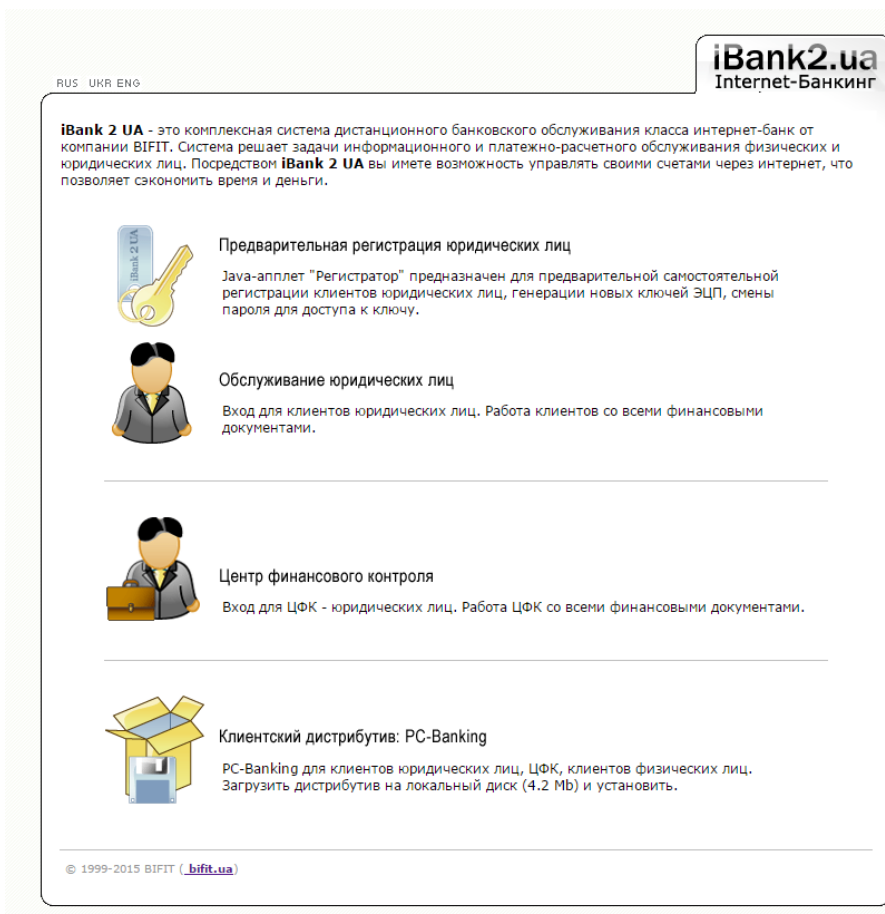 iBank2.ua
Internet-Банкинг
RUS UKR ENG
iBank 2 UA - это комплексная система дистанционного банковского обслуживания класса интернет-банк от
компании BIFIT. Система решает задачи информационного и платежно-расчетного обслуживания физических и
юридических лиц. Посредством iBank 2 UA вы имете возможность управлять своими счетами через интернет, что
позволяет сэкономить время и деньги.
iBank 2 UA
Предварительная регистрация юридических лиц
Java-апплет "Регистратор" предназначен для предварительной самостоятельной
регистрации клиентов юридических лиц, генерации новых ключей ЭЦП, смены
пароля для доступа к ключу.
Обслуживание юридических лиц
Вход для клиентов юридических лиц. Работа клиентов со всеми финансовыми
документами.
Центр финансового контроля
Вход для ЦФК - юридических лиц. Работа ЦФК со всеми финансовыми документами.
Клиентский дистрибутив: PC-Banking
PC-Banking для клиентов юридических лиц, ЦФК, клиентов физических лиц.
Загрузить дистрибутив на локальный диск (4.2 Mb) и установить.
© 1999-2015 BIFIT ( bifit.ua)